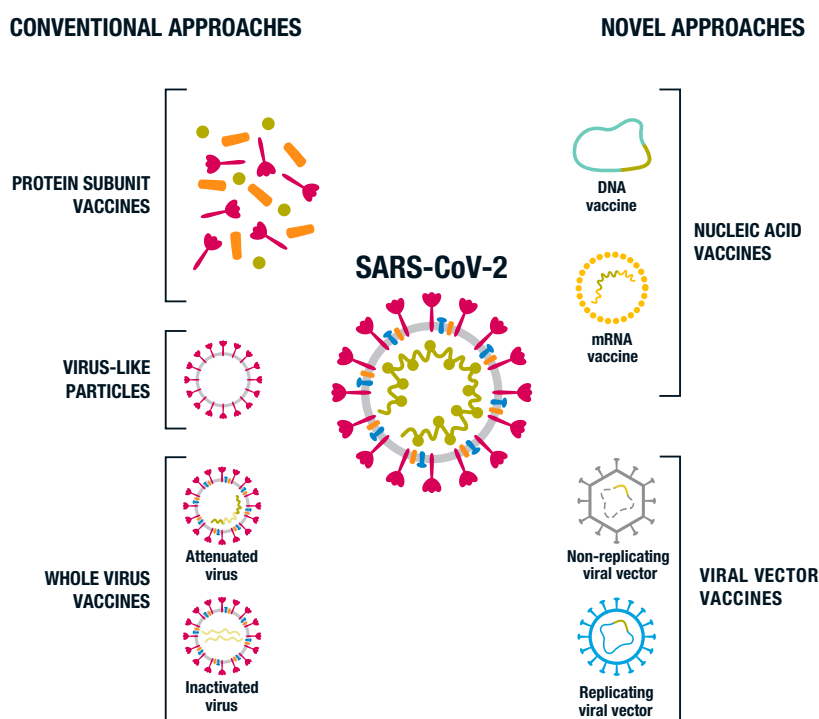 CONVENTIONAL APPROACHES
NOVEL APPROACHES
PROTEIN SUBUNIT
VACCINES
DNA
vaccine
NUCLEIC ACID
VACCINES
SARS-CoV-2
mRNA
vaccine
VIRUS-LIKE
PARTICLES
Attenuated
virus
Non-replicating
viral vector
WHOLE VIRUS
VACCINES
VIRAL VECTOR
VACCINES
Inactivated
virus
Replicating
viral vector